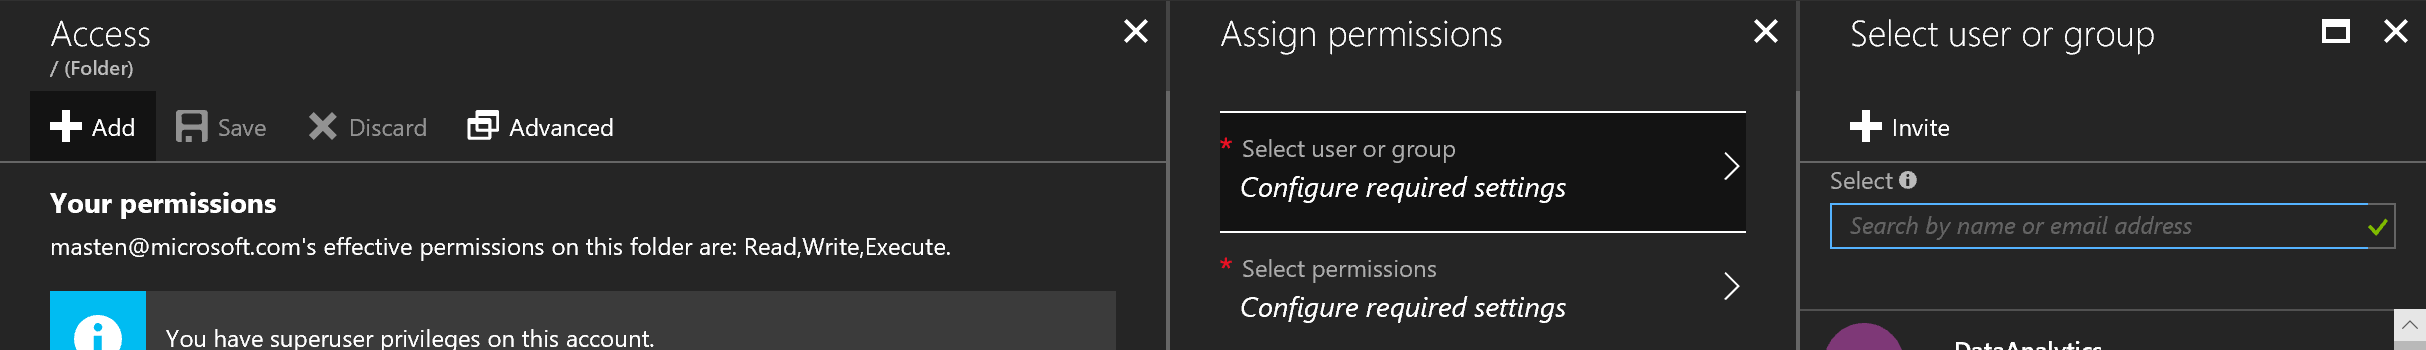 Access
/ (Folder)
Add Save Discard Advanced
Your permissions
masten@microsoft.com's effective permissions on this folder are: Read,Write,Execute.
You have superuser privileges on this account.
Assign permissions
* Select user or group
Configure required settings
* Select permissions
Configure required settings
Select user or group
Invite
Select
Search by name or email address
DataAnalytics